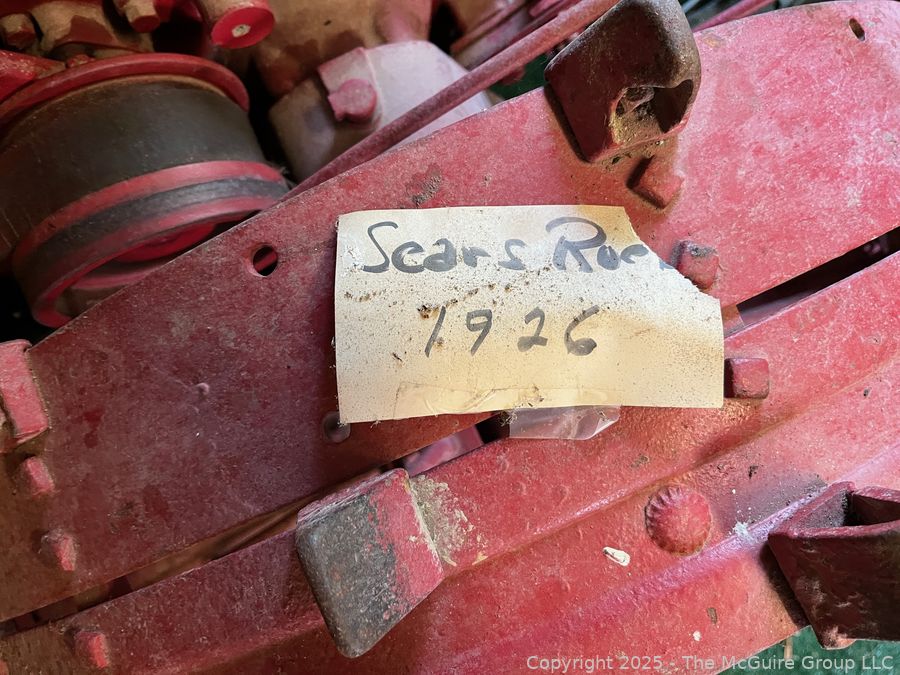 Sears Roe
1926
Copyright 2025 - The McGuire Group LLC